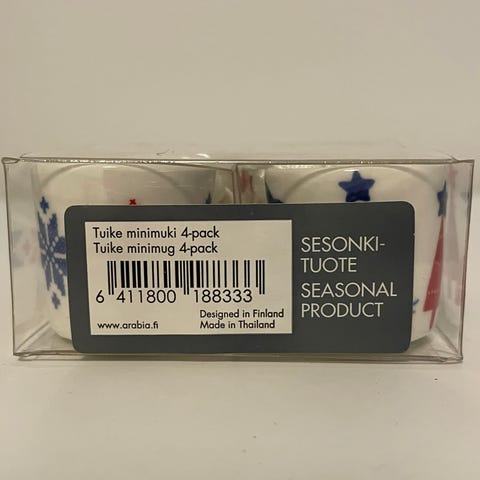 Tuike minimuki 4-pack
Tuike minimug 4-pack
6 411800 188333
www.arabia.fi
Designed in Finland
Made in Thailand
SESONKI-
TUOTE
SEASONAL
PRODUCT